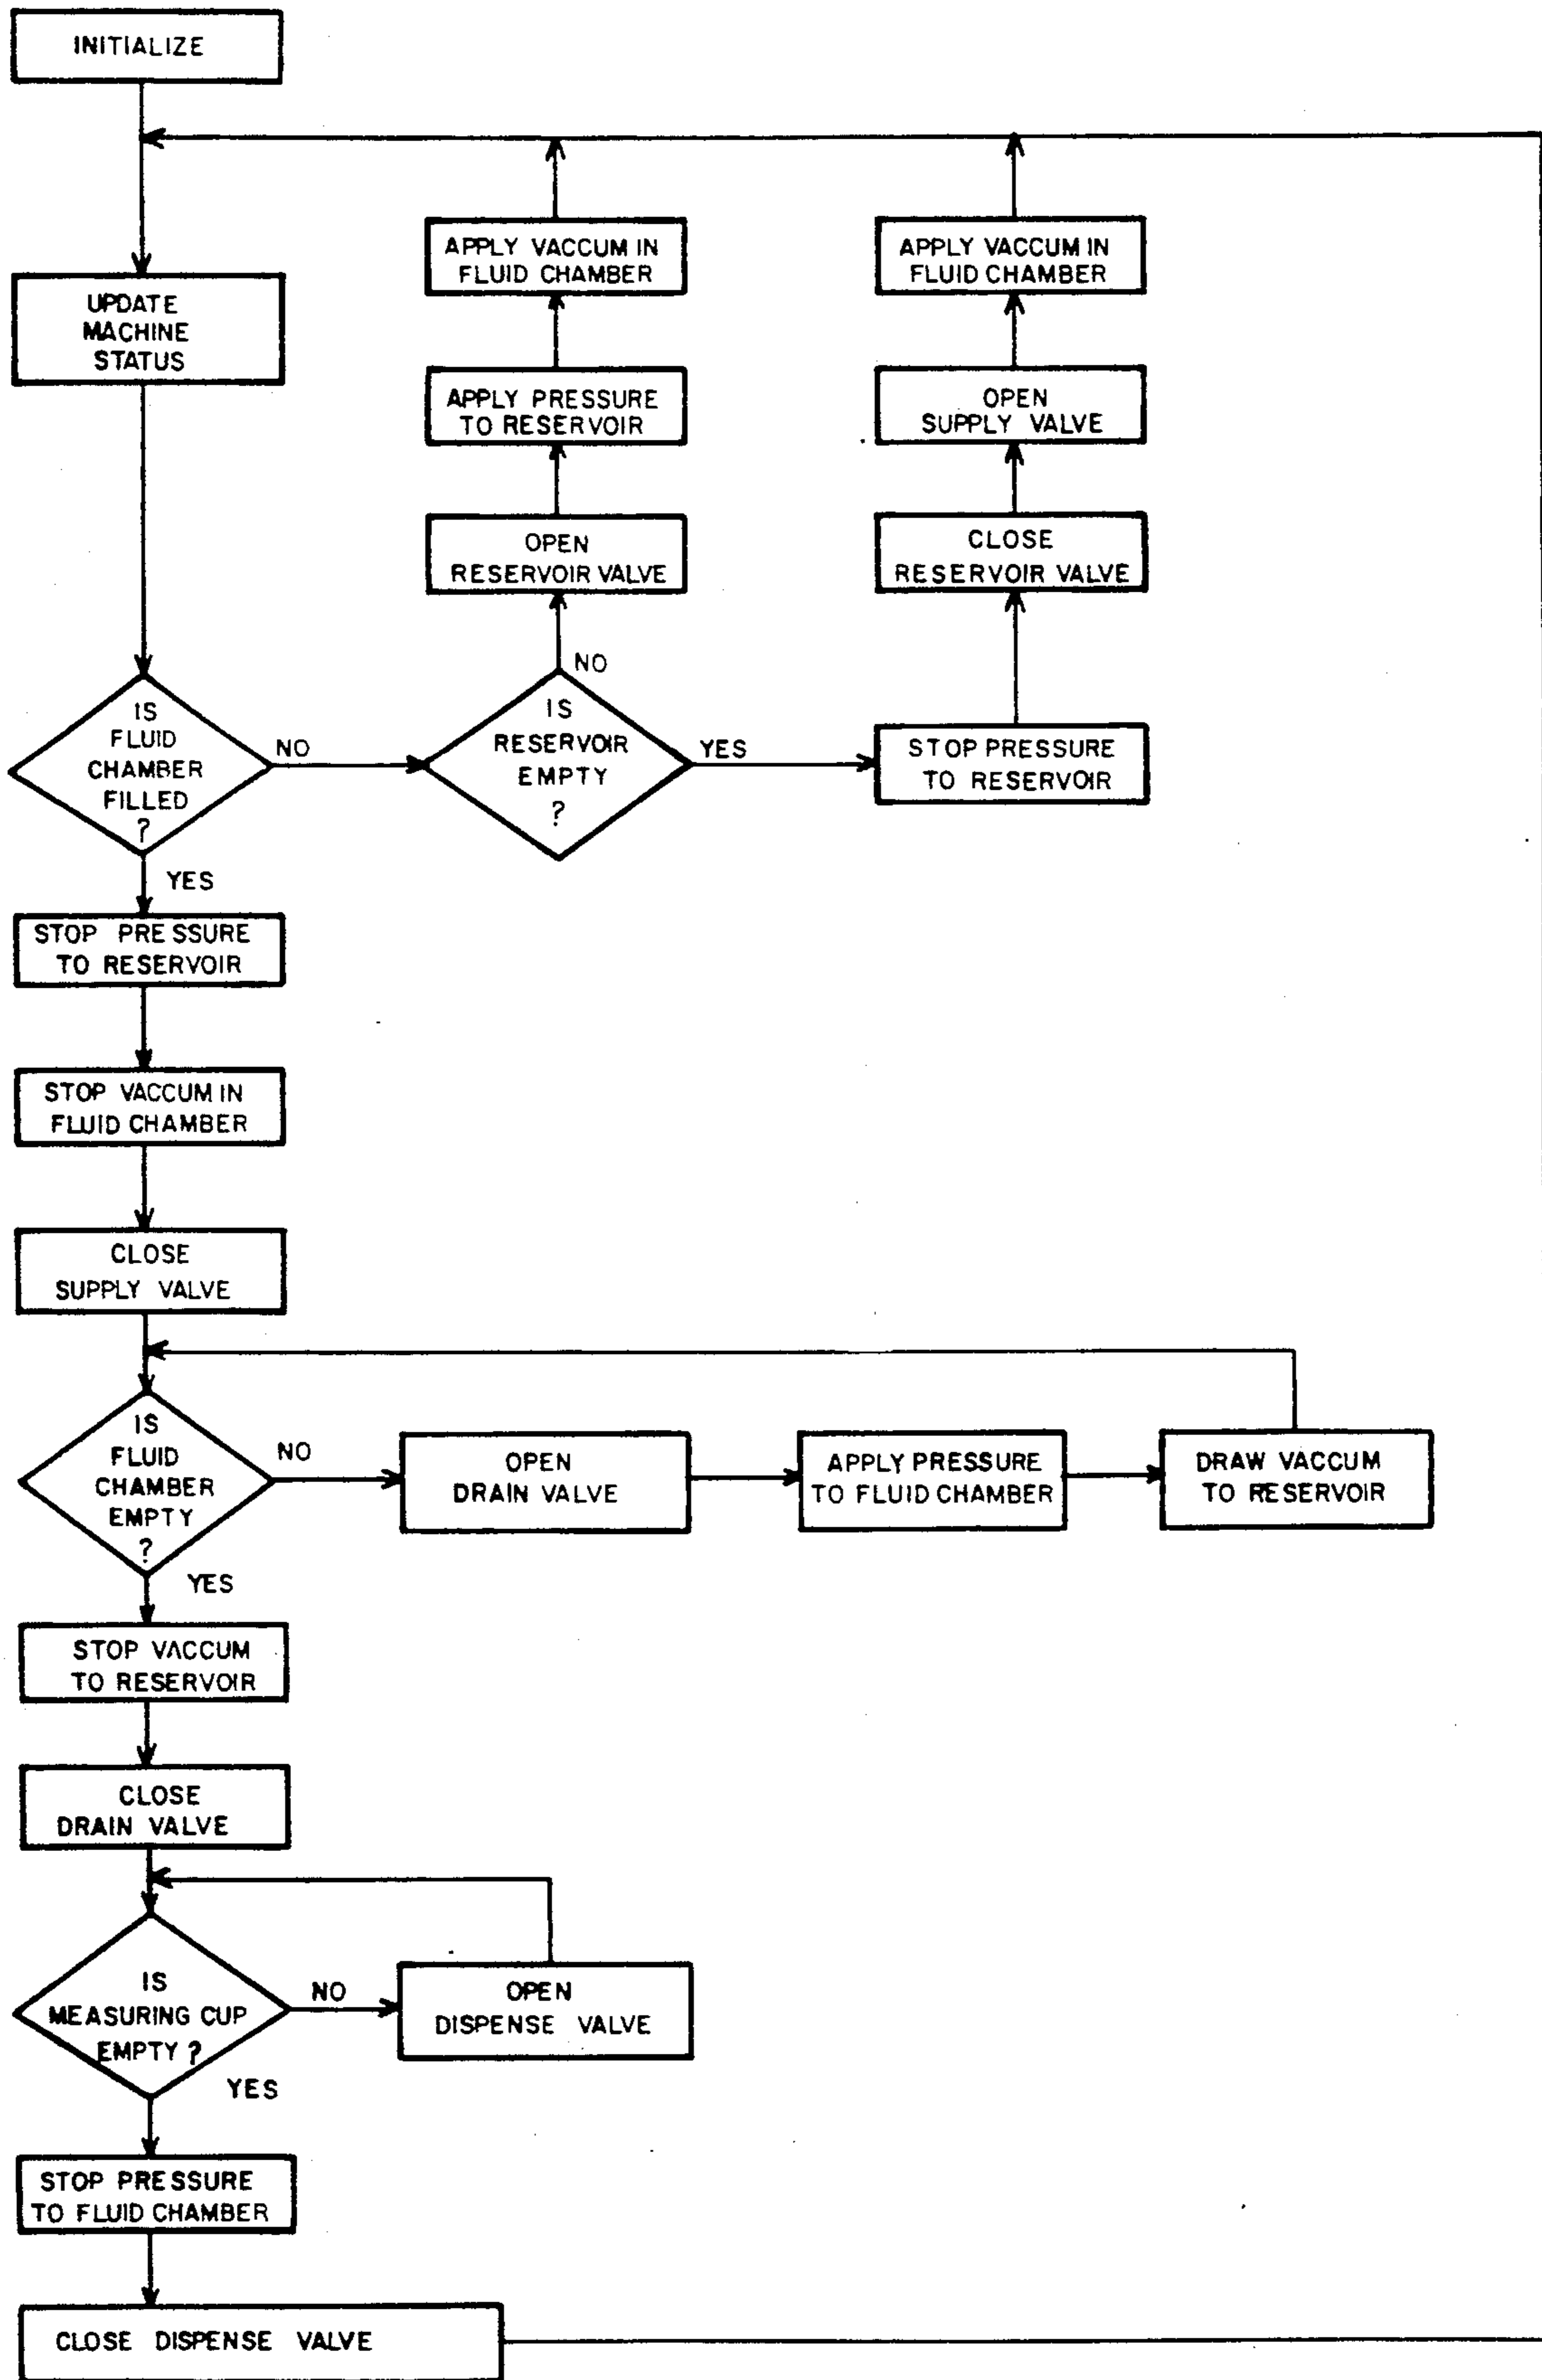 INITIALIZE
APPLY VACCUM IN
FLUID CHAMBER
APPLY VACCUM IN
FLUID CHAMBER
UPDATE
MACHINE
STATUS
APPLY PRESSURE
TO RESERVOIR
OPEN
SUPPLY VALVE
OPEN
RESERVOIR VALVE
CLOSE
RESERVOIR VALVE
IS
FLUID
CHAMBER
FILLED
?
NO
NO
IS
RESERVOIR
EMPTY
?
YES
STOP PRESSURE
TO RESERVOIR
YES
STOP PRESSURE
TO RESERVOIR
STOP VACCUM IN
FLUID CHAMBER
CLOSE
SUPPLY VALVE
IS
FLUID
CHAMBER
EMPTY
?
NO
OPEN
DRAIN VALVE
APPLY PRESSURE
TO FLUID CHAMBER
DRAW VACCUM
TO RESERVOIR
YES
STOP VACCUM
TO RESERVOIR
CLOSE
DRAIN VALVE
IS
MEASURING CUP
EMPTY ?
NO
OPEN
DISPENSE VALVE
YES
STOP PRESSURE
TO FLUID CHAMBER
CLOSE DISPENSE VALVE